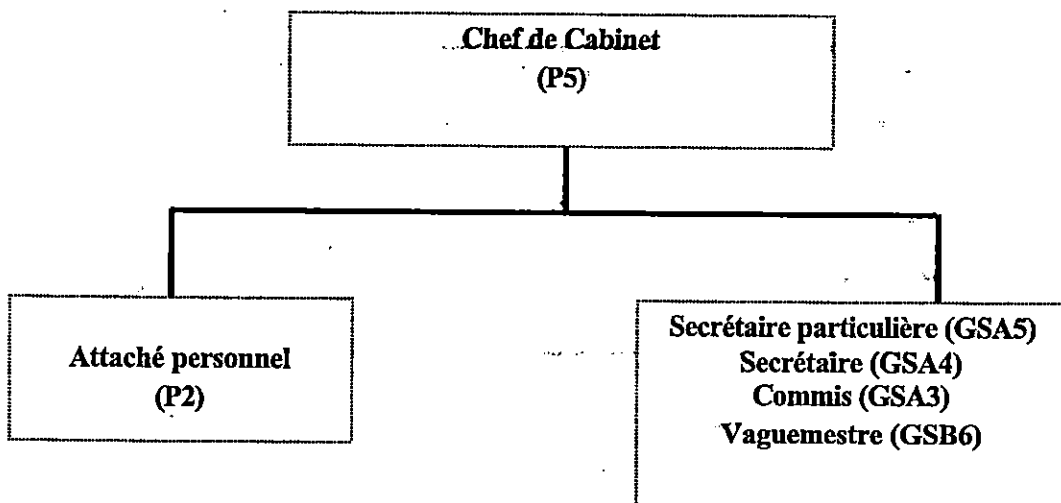 Chef de Cabinet
(P5)
Attaché personnel
(P2)
Secrétaire particulière (GSA5)
Secrétaire (GSA4)
Commis (GSA3)
Vaguemestre (GSB6)